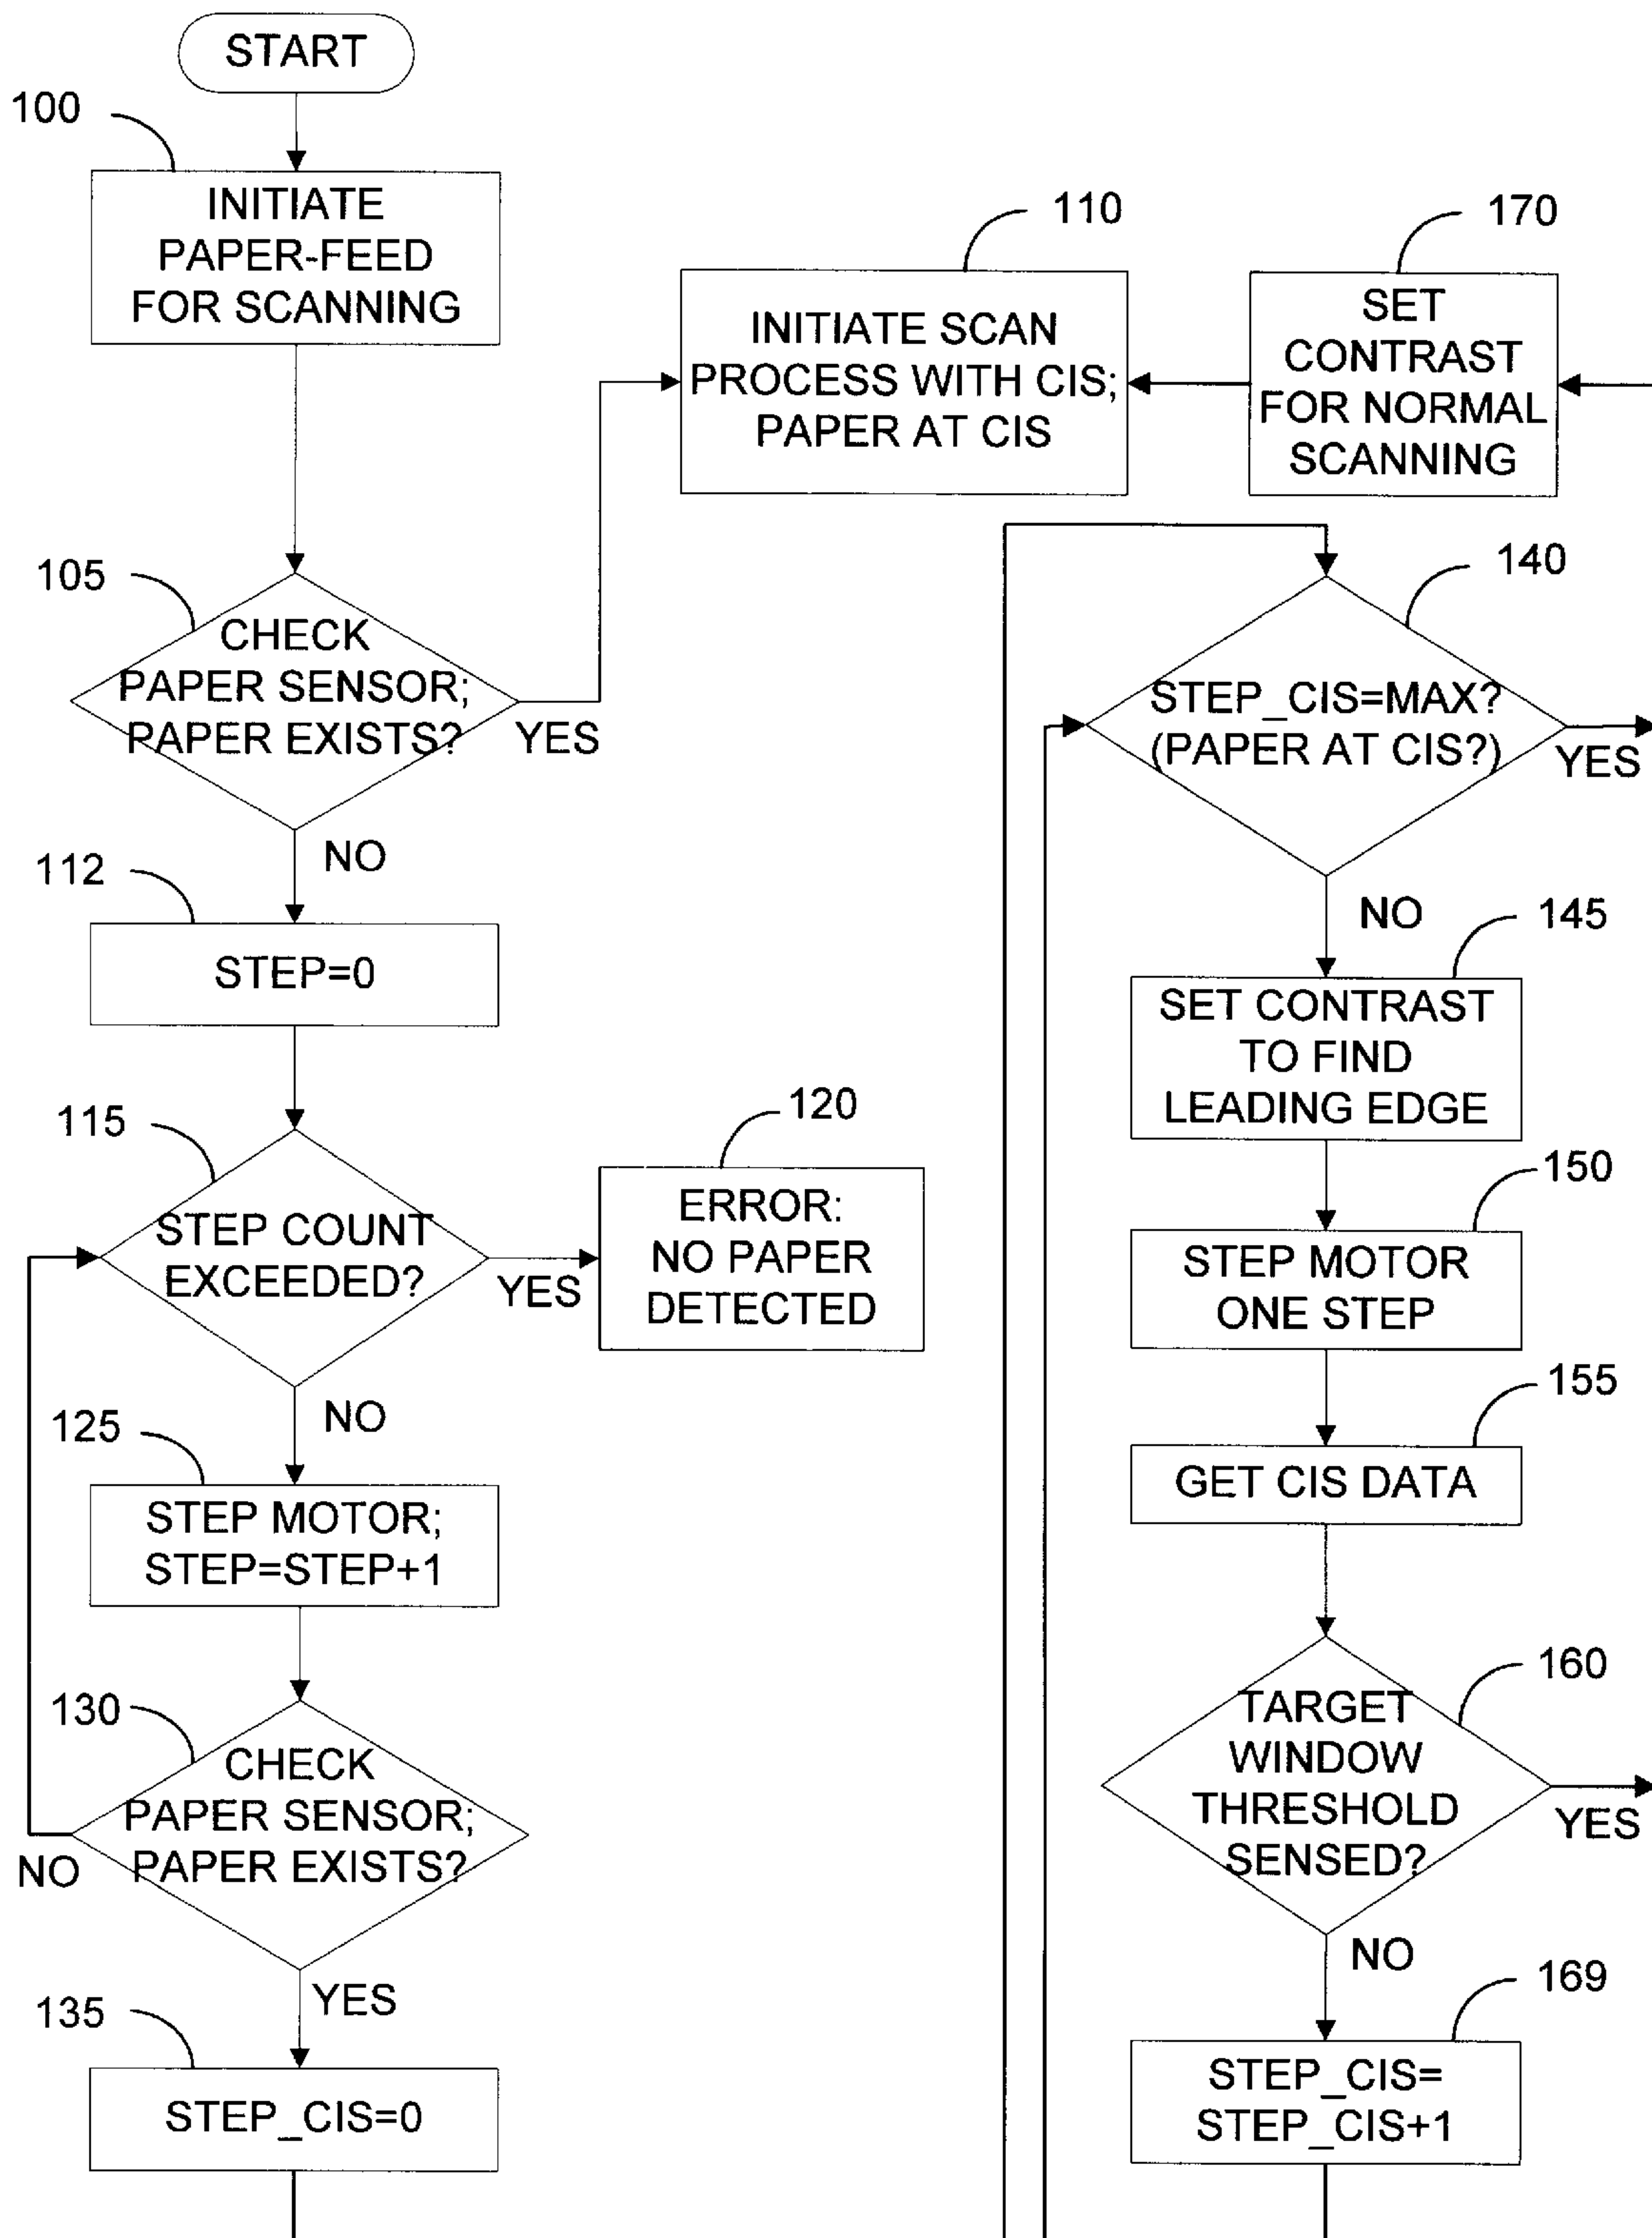 START
100
INITIATE
PAPER-FEED
FOR SCANNING
105
CHECK
PAPER SENSOR;
PAPER EXISTS?
YES
NO
110
INITIATE SCAN
PROCESS WITH CIS;
PAPER AT CIS
170
SET
CONTRAST
FOR NORMAL
SCANNING
112
STEP=0
115
STEP COUNT
EXCEEDED?
YES
NO
120
ERROR:
NO PAPER
DETECTED
125
STEP MOTOR;
STEP=STEP+1
130
CHECK
PAPER SENSOR;
PAPER EXISTS?
NO
YES
135
STEP_CIS=0
140
STEP_CIS=MAX?
(PAPER AT CIS?)
YES
NO
145
SET CONTRAST
TO FIND
LEADING EDGE
150
STEP MOTOR
ONE STEP
155
GET CIS DATA
160
TARGET
WINDOW
THRESHOLD
SENSED?
YES
NO
169
STEP_CIS=
STEP_CIS+1